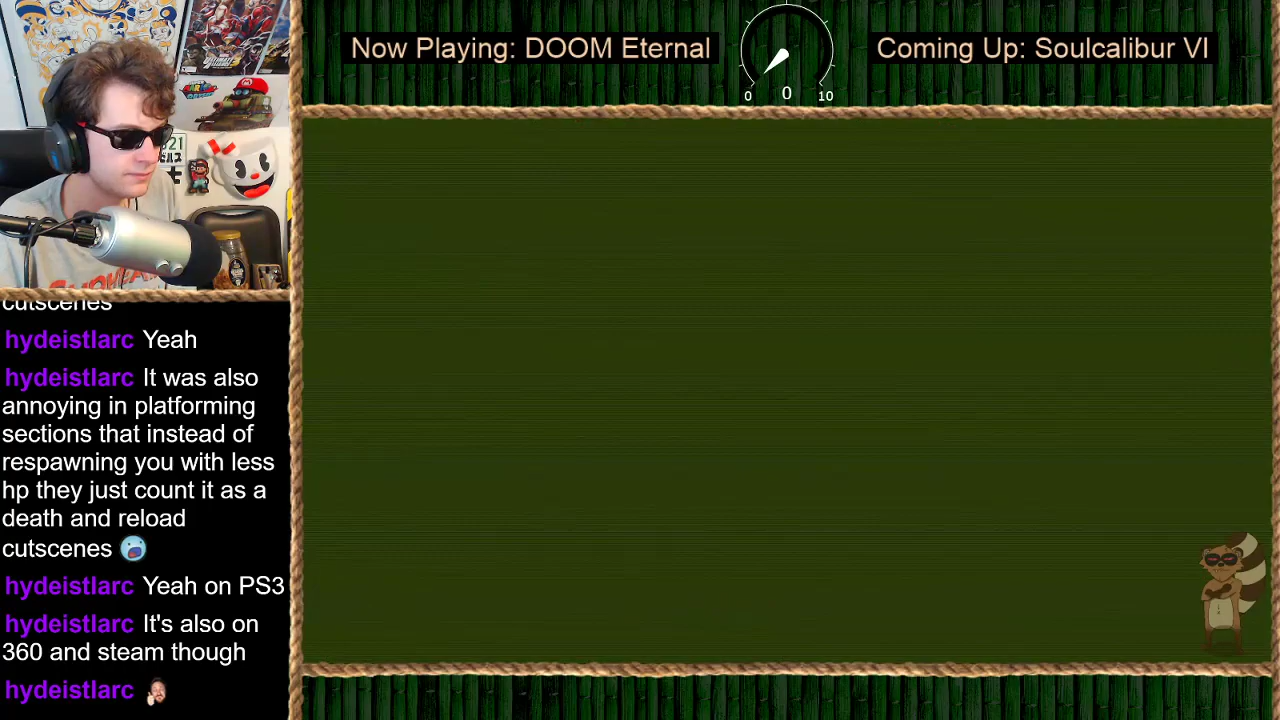 Now Playing: DOOM Eternal
0 0 10
Coming Up: Soulcalibur VI
cutscenes
hydeistlarc Yeah
hydeistlarc It was also
annoying in platforming
sections that instead of
respawning you with less
hp they just count it as a
death and reload
cutscenes
hydeistlarc Yeah on PS3
hydeistlarc It's also on
360 and steam though
hydeistlarc